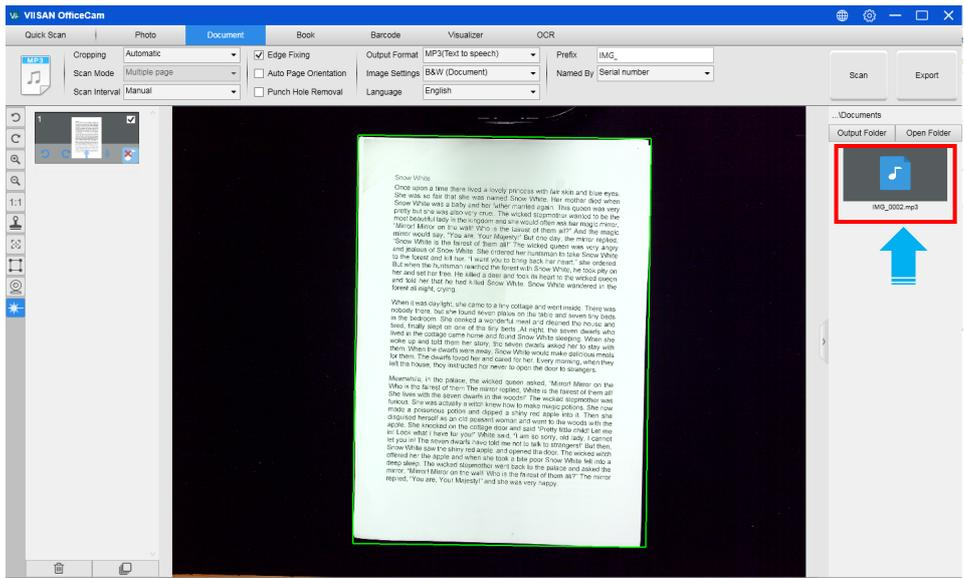 VIISAN OfficeCam
Quick Scan
Photo
Document
Book
Barcode
Visualizer
OCR
MP3
Cropping
Automatic
Scan Mode
Multiple page
Scan Interval
Manual
Edge Fixing
Auto Page Orientation
Punch Hole Removal
Output Format
MP3(Text to speech)
Image Settings
B&W (Document)
Language
English
Prefix
IMG_
Named By
Serial number
Scan
Export
1
1:1
...\Documents
Output Folder
Open Folder
IMG_0002.mp3
Snow White
Once upon a time there lived a lovely princess with fair skin and blue eyes.
She was so fair that she was named Snow White. Her mother died when
Snow White was a baby and her father married again. This queen was very
pretty but she was also very cruel. The wicked stepmother wanted to be the
most beautiful lady in the kingdom and she would often ask her magic mirror,
"Mirror! Mirror on the wall! Who is the fairest of them all?" And the magic
mirror would say, "You are, Your Majesty!" But one day, the mirror replied,
"Snow White is the fairest of them all!" The wicked queen was very angry
and jealous of Snow White. She ordered her huntsman to take Snow White
to the forest and kill her. "I want you to bring back her heart," she ordered.
But when the huntsman reached the forest with Snow White, he took pity on
her and set her free. He killed a deer and took its heart to the wicked queen
and told her that he had killed Snow White. Snow White wandered in the
forest all night, crying.
When it was daylight, she came to a tiny cottage and went inside. There was
nobody there, but she found seven plates on the table and seven tiny beds
in the bedroom. She cooked a wonderful meal and cleaned the house and
tired, finally slept on one of the tiny beds. At night, the seven dwarfs who
lived in the cottage came home and found Snow White sleeping. When she
woke up and told them her story, the seven dwarfs asked her to stay with
them. When the dwarfs were away, Snow White would make delicious meals
for them. The dwarfs loved her and cared for her. Every morning, when they
left the house, they instructed her never to open the door to strangers.
Meanwhile, in the palace, the wicked queen asked, "Mirror! Mirror on the
Who is the fairest of them The mirror replied, White is the fairest of them all!
She lives with the seven dwarfs in the woods!" The wicked stepmother was
furious. She was actually a witch knew how to make magic potions. She now
made a poisonous potion and dipped a shiny red apple into it. Then she
disguised herself as an old peasant woman and went to the woods with the
apple. She knocked on the cottage door and said "Pretty little child! Let me
in! Look what I have for you!" White said, "I am so sorry, old lady, I cannot
let you in! The seven dwarfs have told me not to talk to strangers!" But then,
Snow White saw the shiny red apple, and opened the door. The wicked witch
offered her the apple and when she took a bite poor Snow White fell into a
deep sleep. The wicked stepmother went back to the palace and asked the
mirror, "Mirror! Mirror on the wall! Who is the fairest of them all?" The mirror
replied, "You are, Your Majesty!" and she was very happy.